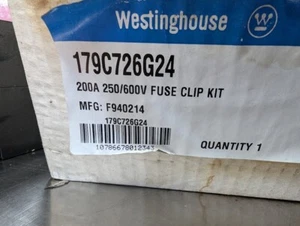 Westinghouse
179C726G24
200A 250/600V FUSE CLIP KIT
MFG: F940214
179C726G24
QUANTITY 1